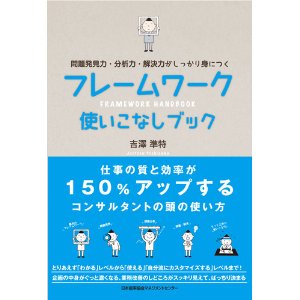 問題発見力・分析力・解決力がしっかり身につく
フレームワーク
FRAMEWORK HANDBOOK
使いこなしブック
吉澤 準特
仕事の質と効率が
150%アップする
コンサルタントの頭の使い方
とりあえず「わかる」レベルから「使える」「自分流にカスタマイズする」レベルまで!
企画の中身がぐっと濃くなる、業務改善のしどころがスッキリ見えて、ばっちり決まる
日本能率協会マネジメントセンター